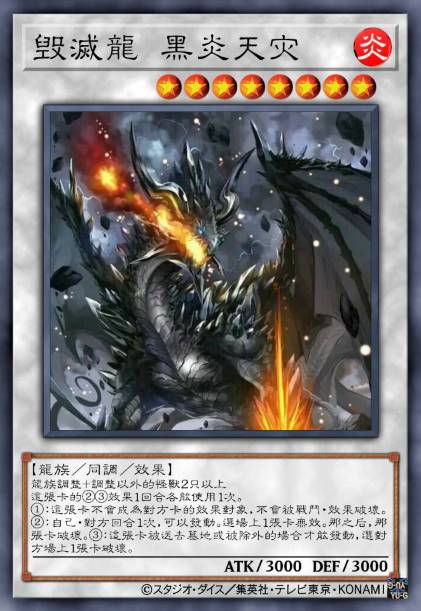 毀滅龍 黑炎天灾
炎
【龍族／同調／效果】
龍族調整+調整以外的怪獸2只以上
這張卡的②③效果1回合各能使用1次。
①：這張卡不會成為對方卡的效果對象，不會被戰鬥·效果破壞。
②：自己·對方回合1次，可以發動。選場上1張卡無效。那之后，那
張卡破壞。③：這張卡被送去墓地或被除外的場合才能發動，選對
方場上1張卡破壞。
ATK/3000 DEF/3000
©スタジオ·ダイス／集英社·テレビ東京·KONAMI